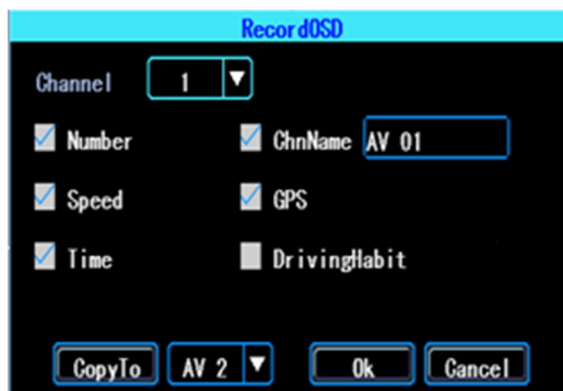 RecordOSD
Channel 1
Number ChnName AV 01
Speed GPS
Time DrivingHabit
CopyTo AV 2 Ok Cancel